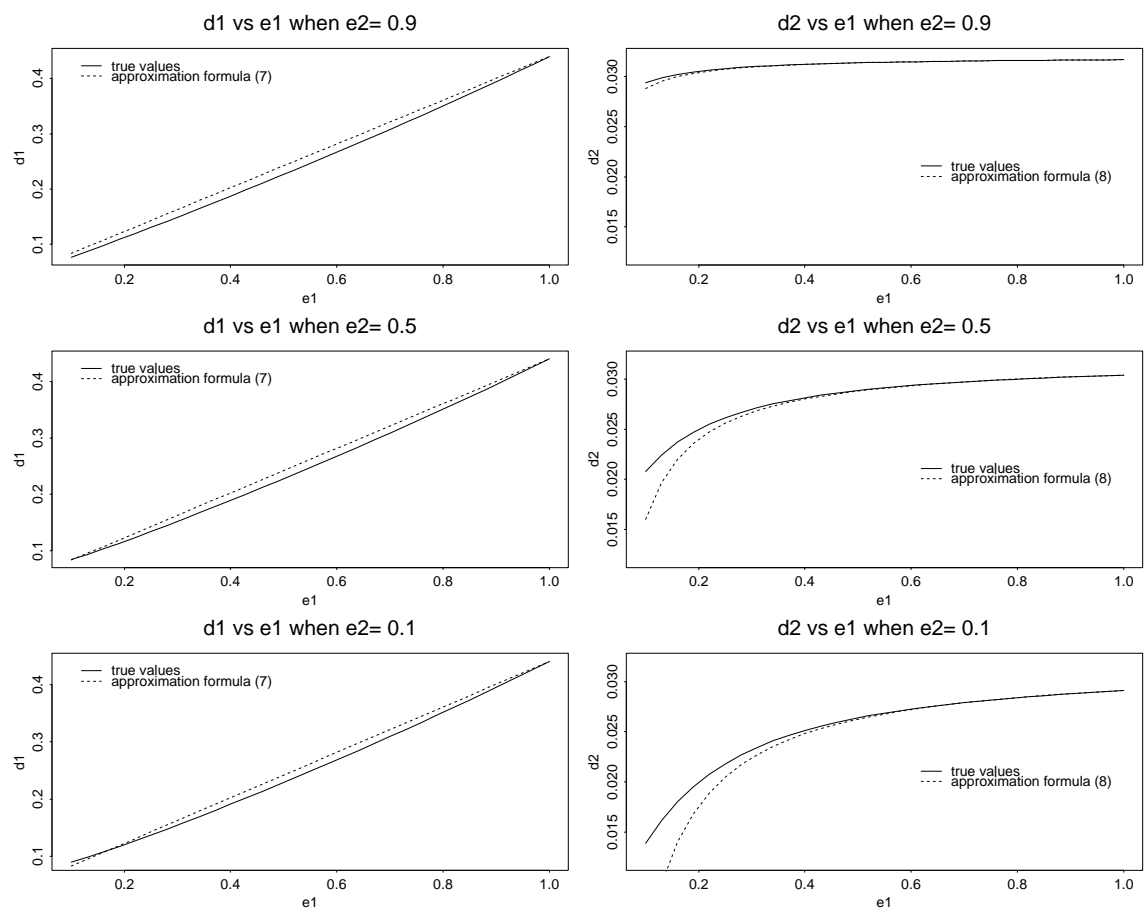 d1 vs e1 when e2= 0.9
true values
approximation formula (7)
0.4
0.3
0.2
0.1
d1
0.2
0.4
0.6
0.8
1.0
e1
d2 vs e1 when e2= 0.9
true values
approximation formula (8)
0.030
0.025
0.020
0.015
d2
0.2
0.4
0.6
0.8
1.0
e1
d1 vs e1 when e2= 0.5
true values
approximation formula (7)
0.4
0.3
0.2
0.1
d1
0.2
0.4
0.6
0.8
1.0
e1
d2 vs e1 when e2= 0.5
true values
approximation formula (8)
0.030
0.025
0.020
0.015
d2
0.2
0.4
0.6
0.8
1.0
e1
d1 vs e1 when e2= 0.1
true values
approximation formula (7)
0.4
0.3
0.2
0.1
d1
0.2
0.4
0.6
0.8
1.0
e1
d2 vs e1 when e2= 0.1
true values
approximation formula (8)
0.030
0.025
0.020
0.015
d2
0.2
0.4
0.6
0.8
1.0
e1